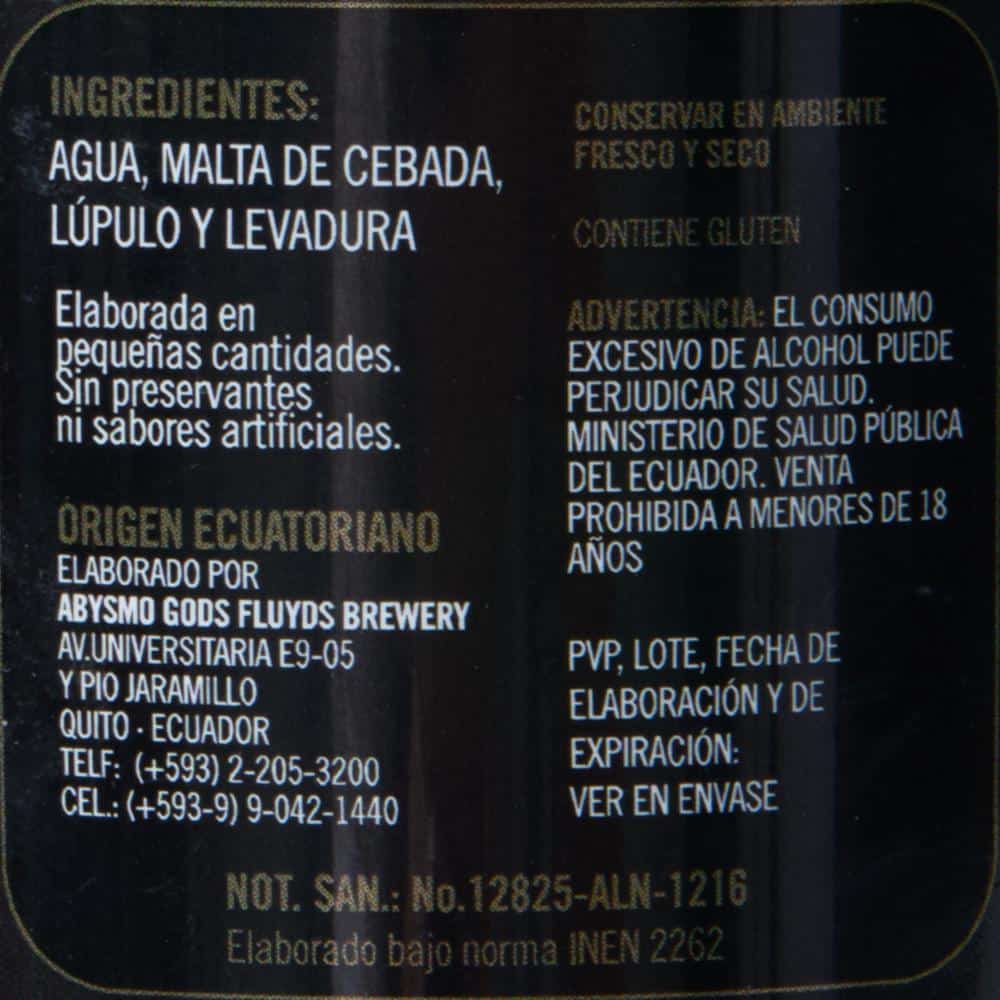 INGREDIENTES:
AGUA, MALTA DE CEBADA,
LÚPULO Y LEVADURA
Elaborada en
pequeñas cantidades.
Sin preservantes
ni sabores artificiales.
ORIGEN ECUATORIANO
ELABORADO POR
ABYSMO GODS FLUYDS BREWERY
AV.UNIVERSITARIA E9-05
Y PIO JARAMILLO
QUITO · ECUADOR
TELF: (+593) 2-205-3200
CEL.: (+593-9) 9-042-1440
CONSERVAR EN AMBIENTE
FRESCO Y SECO
CONTIENE GLUTEN
ADVERTENCIA: EL CONSUMO
EXCESIVO DE ALCOHOL PUEDE
PERJUDICAR SU SALUD.
MINISTERIO DE SALUD PÚBLICA
DEL ECUADOR. VENTA
PROHIBIDA A MENORES DE 18
AÑOS
PVP, LOTE, FECHA DE
ELABORACIÓN Y DE
EXPIRACIÓN:
VER EN ENVASE
NOT. SAN.: No.12825-ALN-1216
Elaborado bajo norma INEN 2262